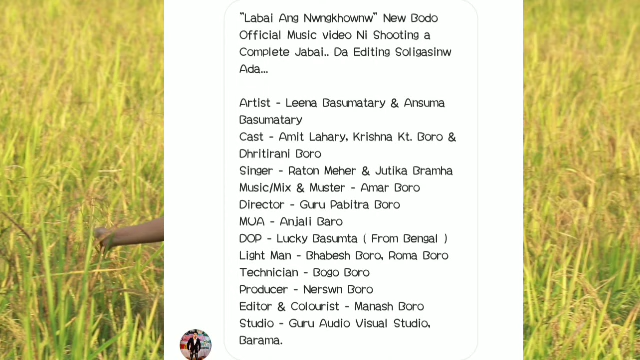 "Labai Ang Nwngkhownw" New Bodo
Official Music video Ni Shooting a
Complete Jabai.. Da Editing Soligasinw
Ada...
Artist - Leena Basumatary & Ansuma
Basumatary
Cast - Amit Lahary, Krishna Kt. Boro &
Dhritirani Boro
Singer - Raton Meher & Jutika Bramha
Music/Mix & Muster - Amar Boro
Director - Guru Pabitra Boro
MUA - Anjali Baro
DOP - Lucky Basumta ( From Bengal )
Light Man - Bhabesh Boro, Roma Boro
Technician - Bogo Boro
Producer - Nerswn Boro
Editor & Colourist - Manash Boro
Studio - Guru Audio Visual Studio,
Barama.